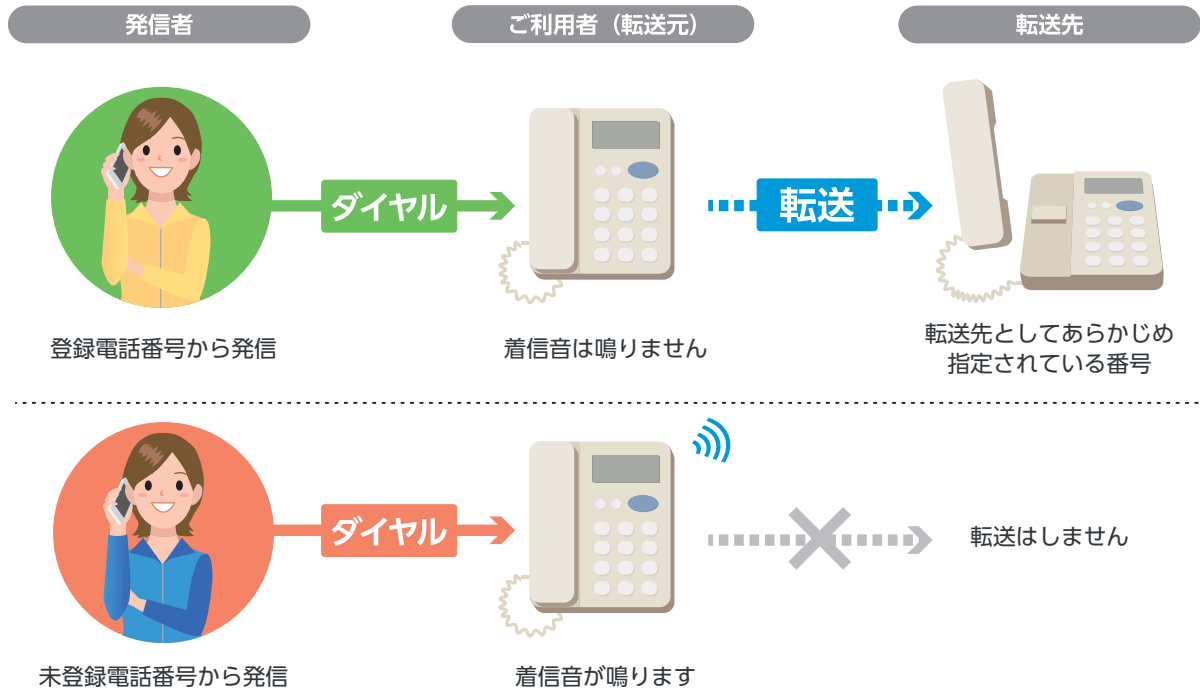 発信者
ご利用者（転送元）
転送先
ダイヤル
転送
登録電話番号から発信
着信音は鳴りません
転送先としてあらかじめ
指定されている番号
ダイヤル
転送はしません
未登録電話番号から発信
着信音が鳴ります